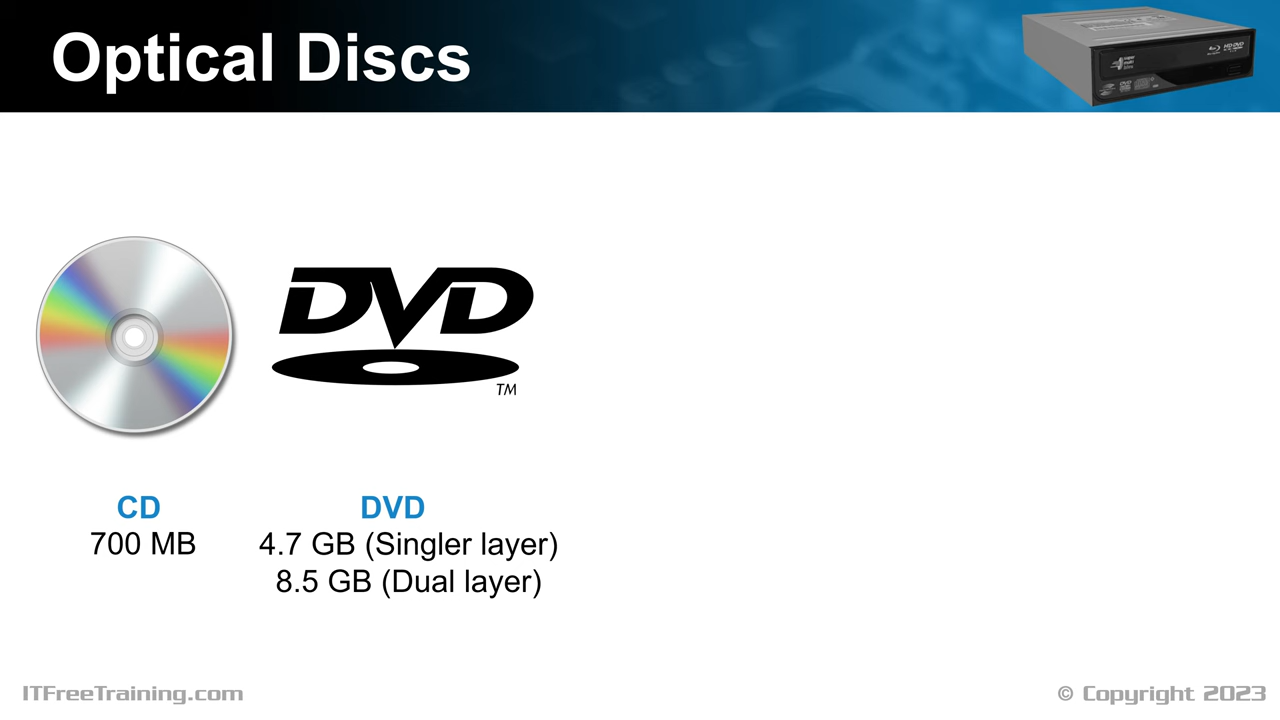 Optical Discs
DVD
TM
CD
700 MB
DVD
4.7 GB (Singler layer)
8.5 GB (Dual layer)
ITFreeTraining.com
© Copyright 2023